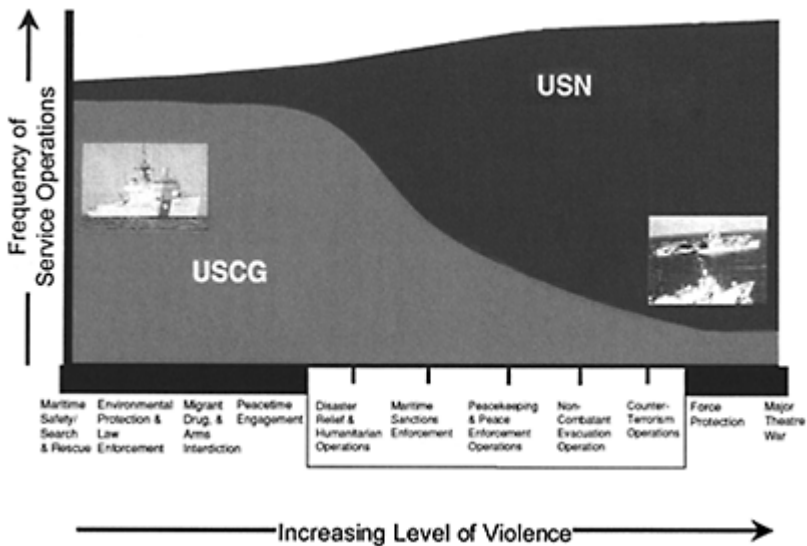 Frequency of
Service Operations
USN
USCG
Maritime
Safety/
Search
& Rescue
Environmental
Protection &
Law
Enforcement
Migrant
Drug, &
Arms
Interdiction
Peacetime
Engagement
Disaster
Relief &
Humanitarian
Operations
Maritime
Sanctions
Enforcement
Peacekeeping
& Peace
Enforcement
Operations
Non-
Combatant
Evacuation
Operation
Counter-
Terrorism
Operations
Force
Protection
Major
Theatre
War
Increasing Level of Violence